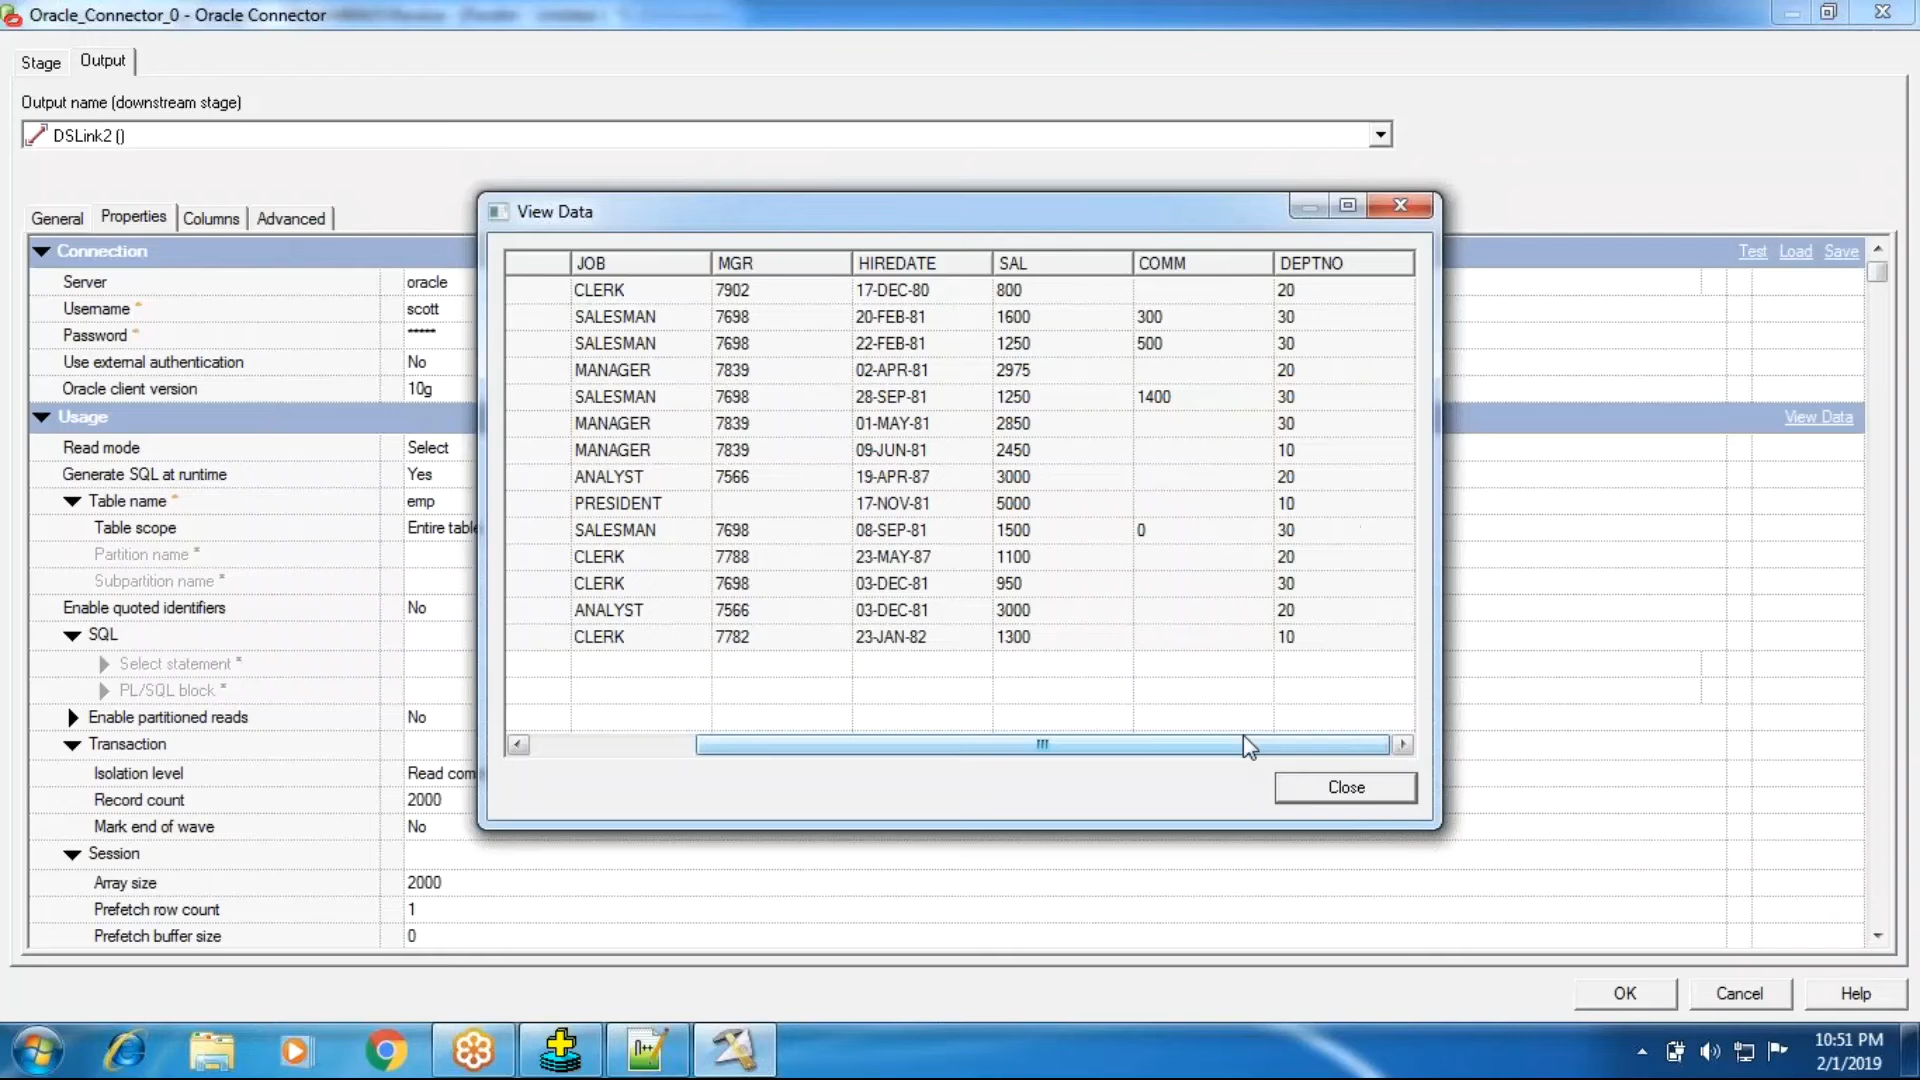 Oracle_Connector_0 - Oracle Connector
Stage Output
Output name (downstream stage)
DSLink2 ()
General Properties Columns Advanced
Connection Test Load Save
Server oracle
Username * scott
Password * *****
Use external authentication No
Oracle client version 10g
Usage View Data
Read mode Select
Generate SQL at runtime Yes
Table name * emp
Table scope Entire table
Partition name *
Subpartition name *
Enable quoted identifiers No
SQL
Select statement *
PL/SQL block *
Enable partitioned reads No
Transaction
Isolation level Read com
Record count 2000
Mark end of wave No
Session
Array size 2000
Prefetch row count 1
Prefetch buffer size 0
View Data
JOB MGR HIREDATE SAL COMM DEPTNO
CLERK 7902 17-DEC-80 800 20
SALESMAN 7698 20-FEB-81 1600 300 30
SALESMAN 7698 22-FEB-81 1250 500 30
MANAGER 7839 02-APR-81 2975 20
SALESMAN 7698 28-SEP-81 1250 1400 30
MANAGER 7839 01-MAY-81 2850 30
MANAGER 7839 09-JUN-81 2450 10
ANALYST 7566 19-APR-87 3000 20
PRESIDENT 17-NOV-81 5000 10
SALESMAN 7698 08-SEP-81 1500 0 30
CLERK 7788 23-MAY-87 1100 20
CLERK 7698 03-DEC-81 950 30
ANALYST 7566 03-DEC-81 3000 20
CLERK 7782 23-JAN-82 1300 10
Close
OK Cancel Help
10:51 PM
2/1/2019